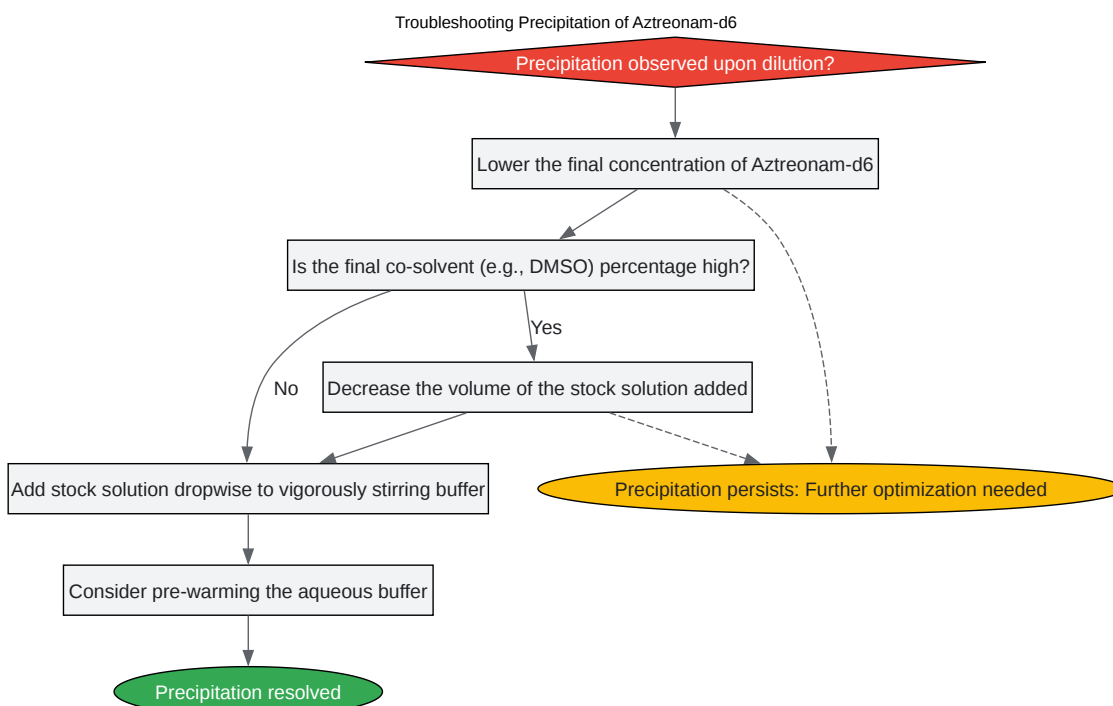 Troubleshooting Precipitation of Aztreonam-d6
Precipitation observed upon dilution?
Lower the final concentration of Aztreonam-d6
Is the final co-solvent (e.g., DMSO) percentage high?
Yes
Decrease the volume of the stock solution added
No
Add stock solution dropwise to vigorously stirring buffer
Precipitation persists: Further optimization needed
Consider pre-warming the aqueous buffer
Precipitation resolved